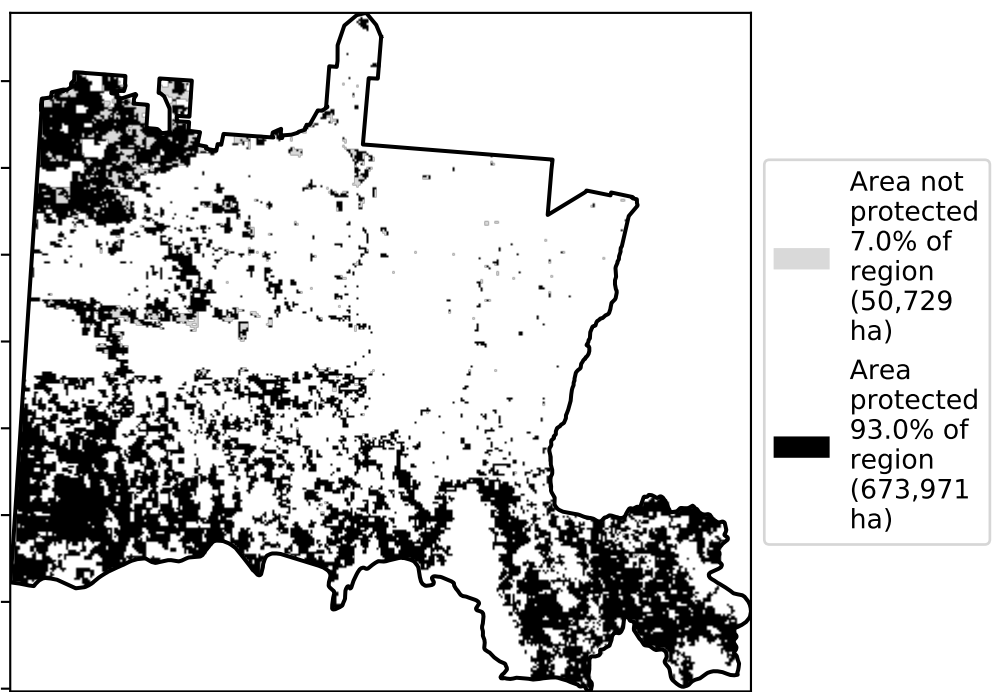 Area not
protected
7.0% of
region
(50,729
ha)
Area
protected
93.0% of
region
(673,971
ha)